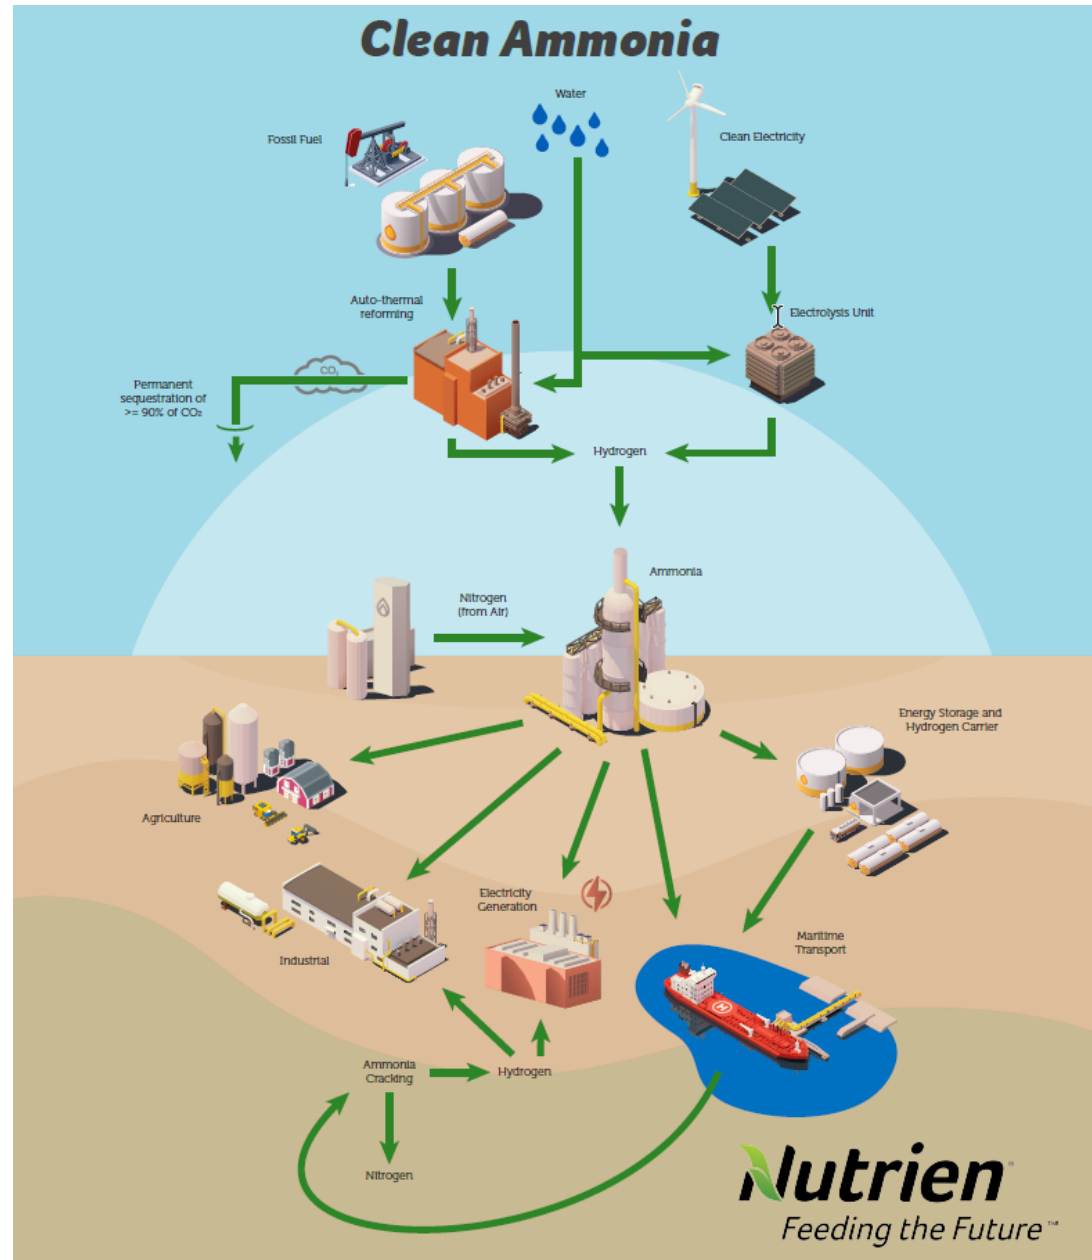 Clean Ammonia
Water
Fossil Fuel
Clean Electricity
Auto-thermal
reforming
Electrolysis Unit
CO₂
Permanent
sequestration of
>= 90% of CO₂
Hydrogen
Ammonia
Nitrogen
(from Air)
Energy Storage and
Hydrogen Carrier
Agriculture
Electricity
Generation
Maritime
Transport
Industrial
H
Ammonia
Cracking
Hydrogen
Nitrogen
Nutrien
Feeding the Future™